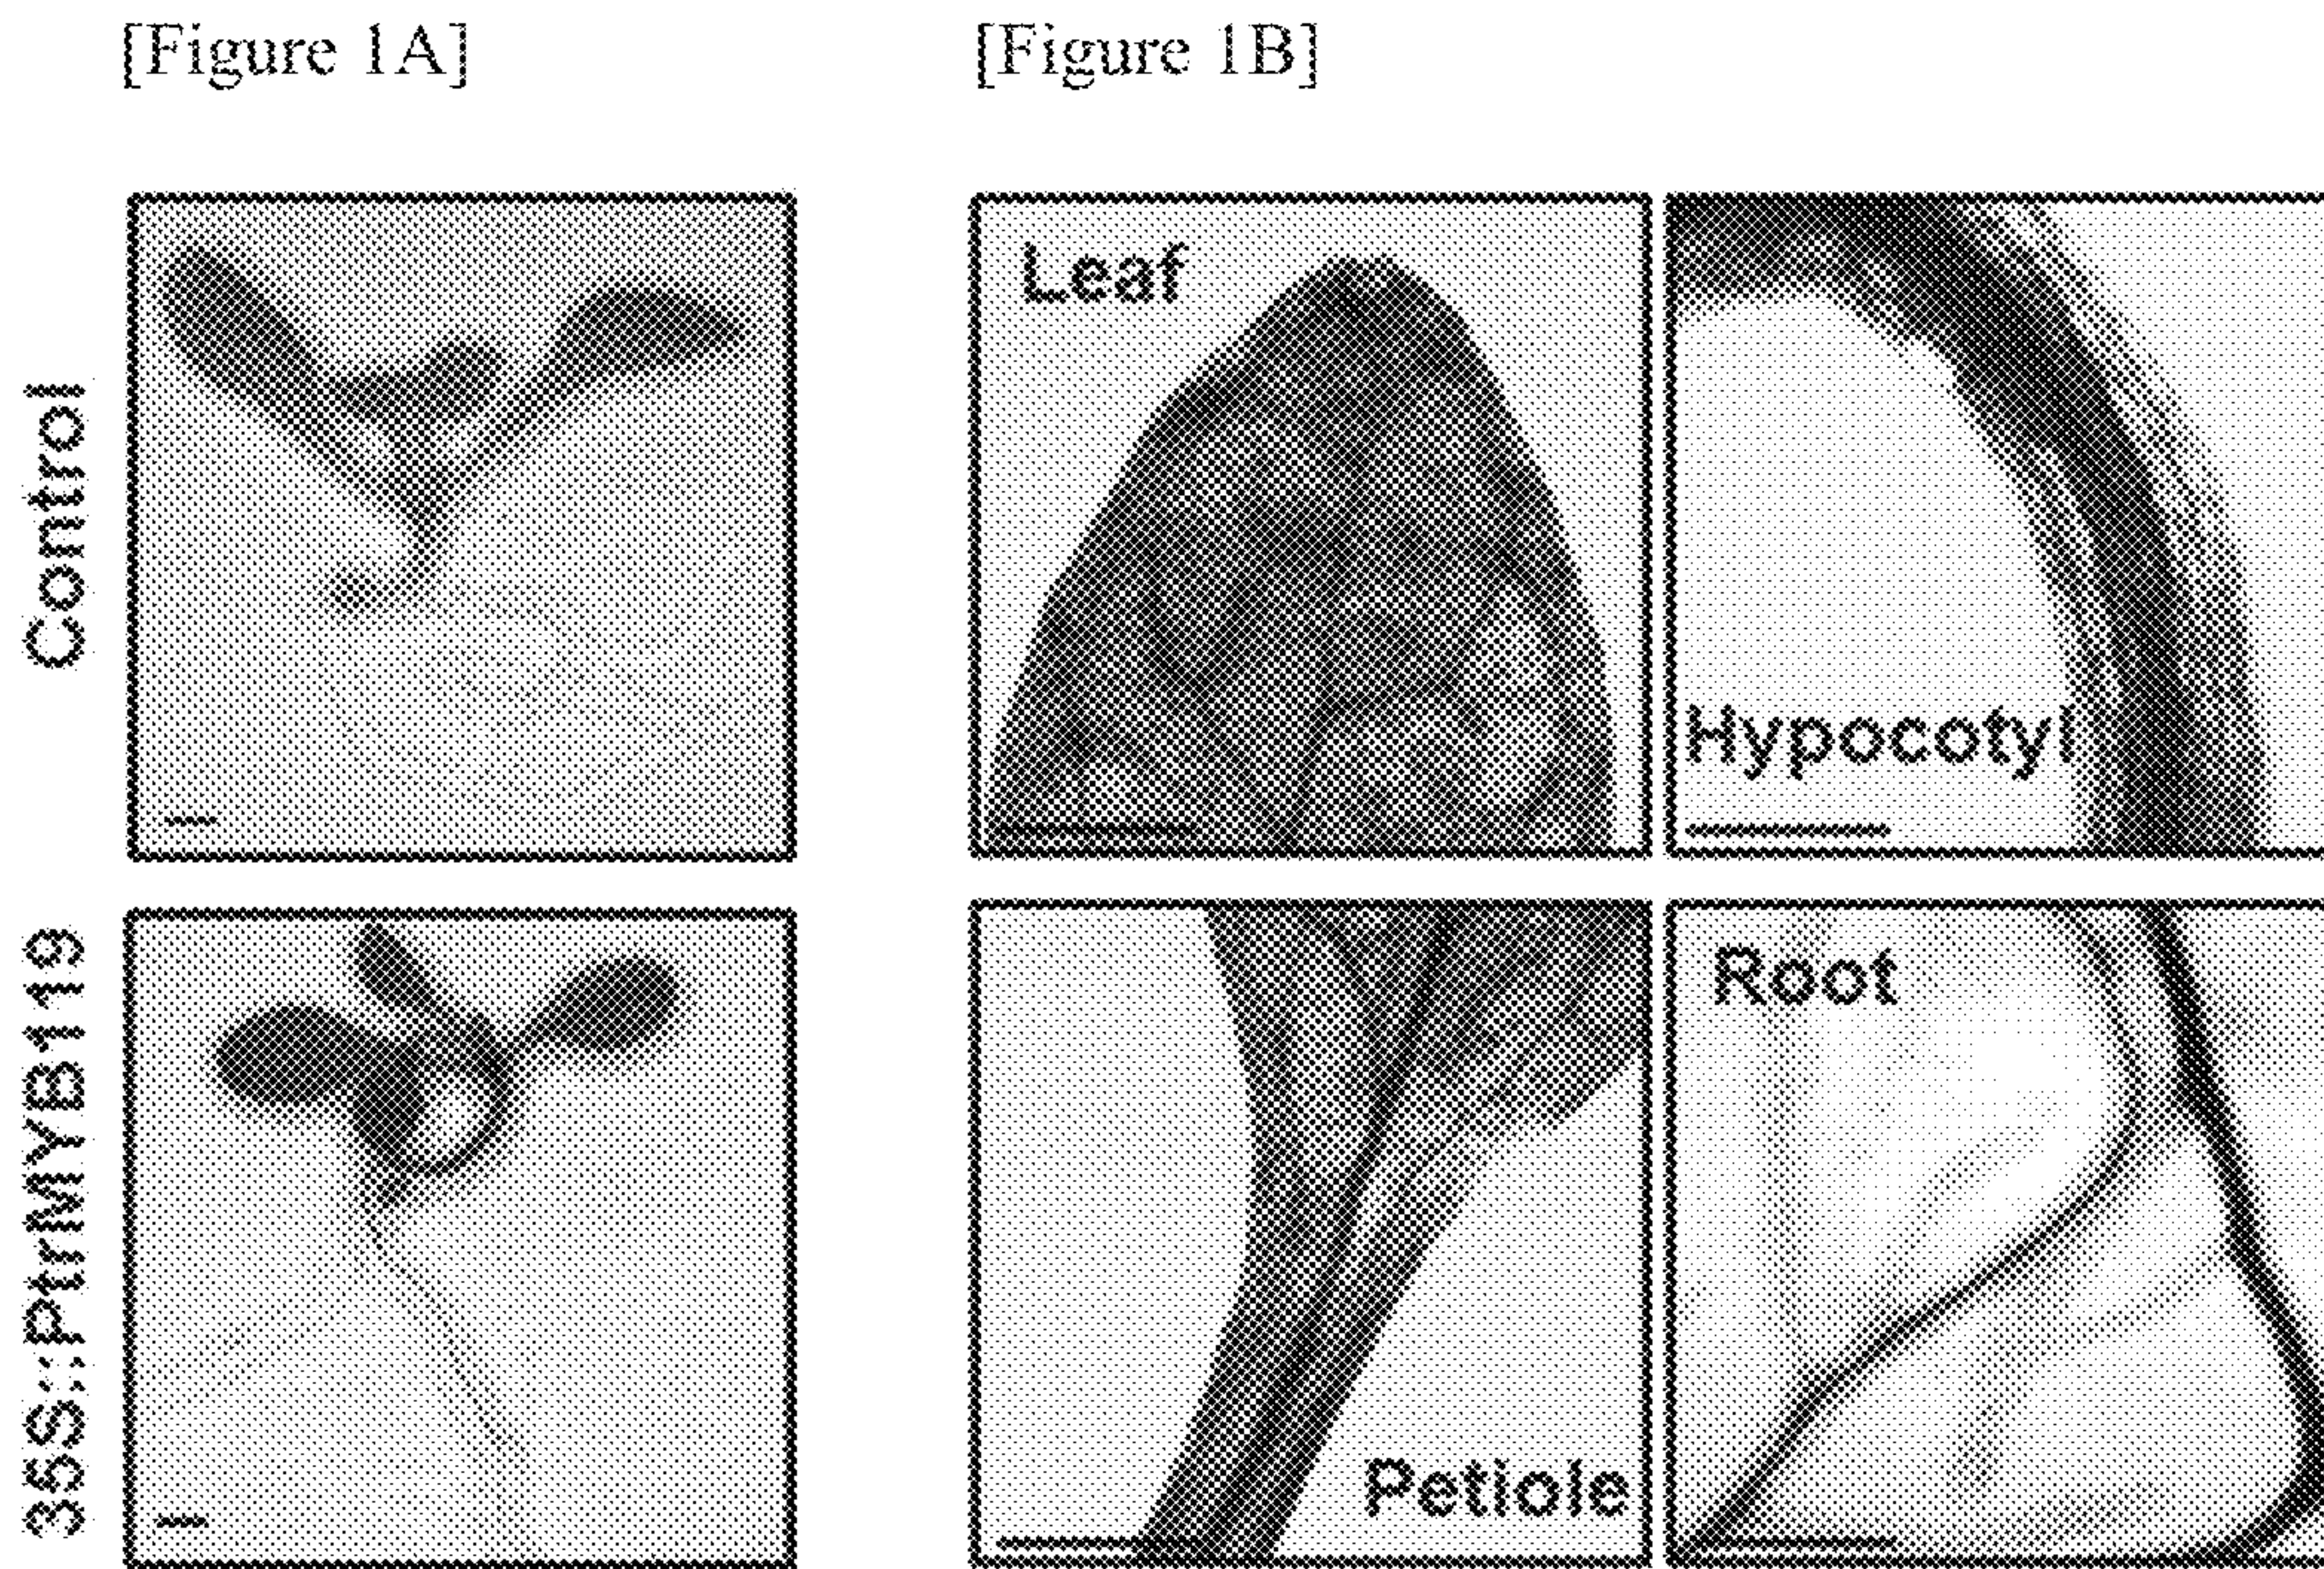 [Figure 1A]
[Figure 1B]
Control
Leaf
Hypocotyl
35S::PtrMYB119
Root
Petiole